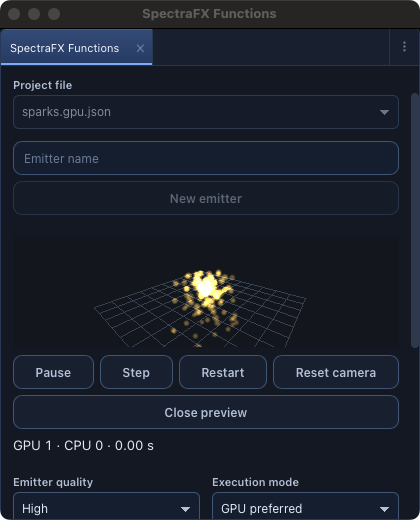 SpectraFX Functions
SpectraFX Functions
Project file
sparks.gpu.json
Emitter name
New emitter
Pause Step Restart Reset camera
Close preview
GPU 1 · CPU 0 · 0.00 s
Emitter quality Execution mode
High GPU preferred